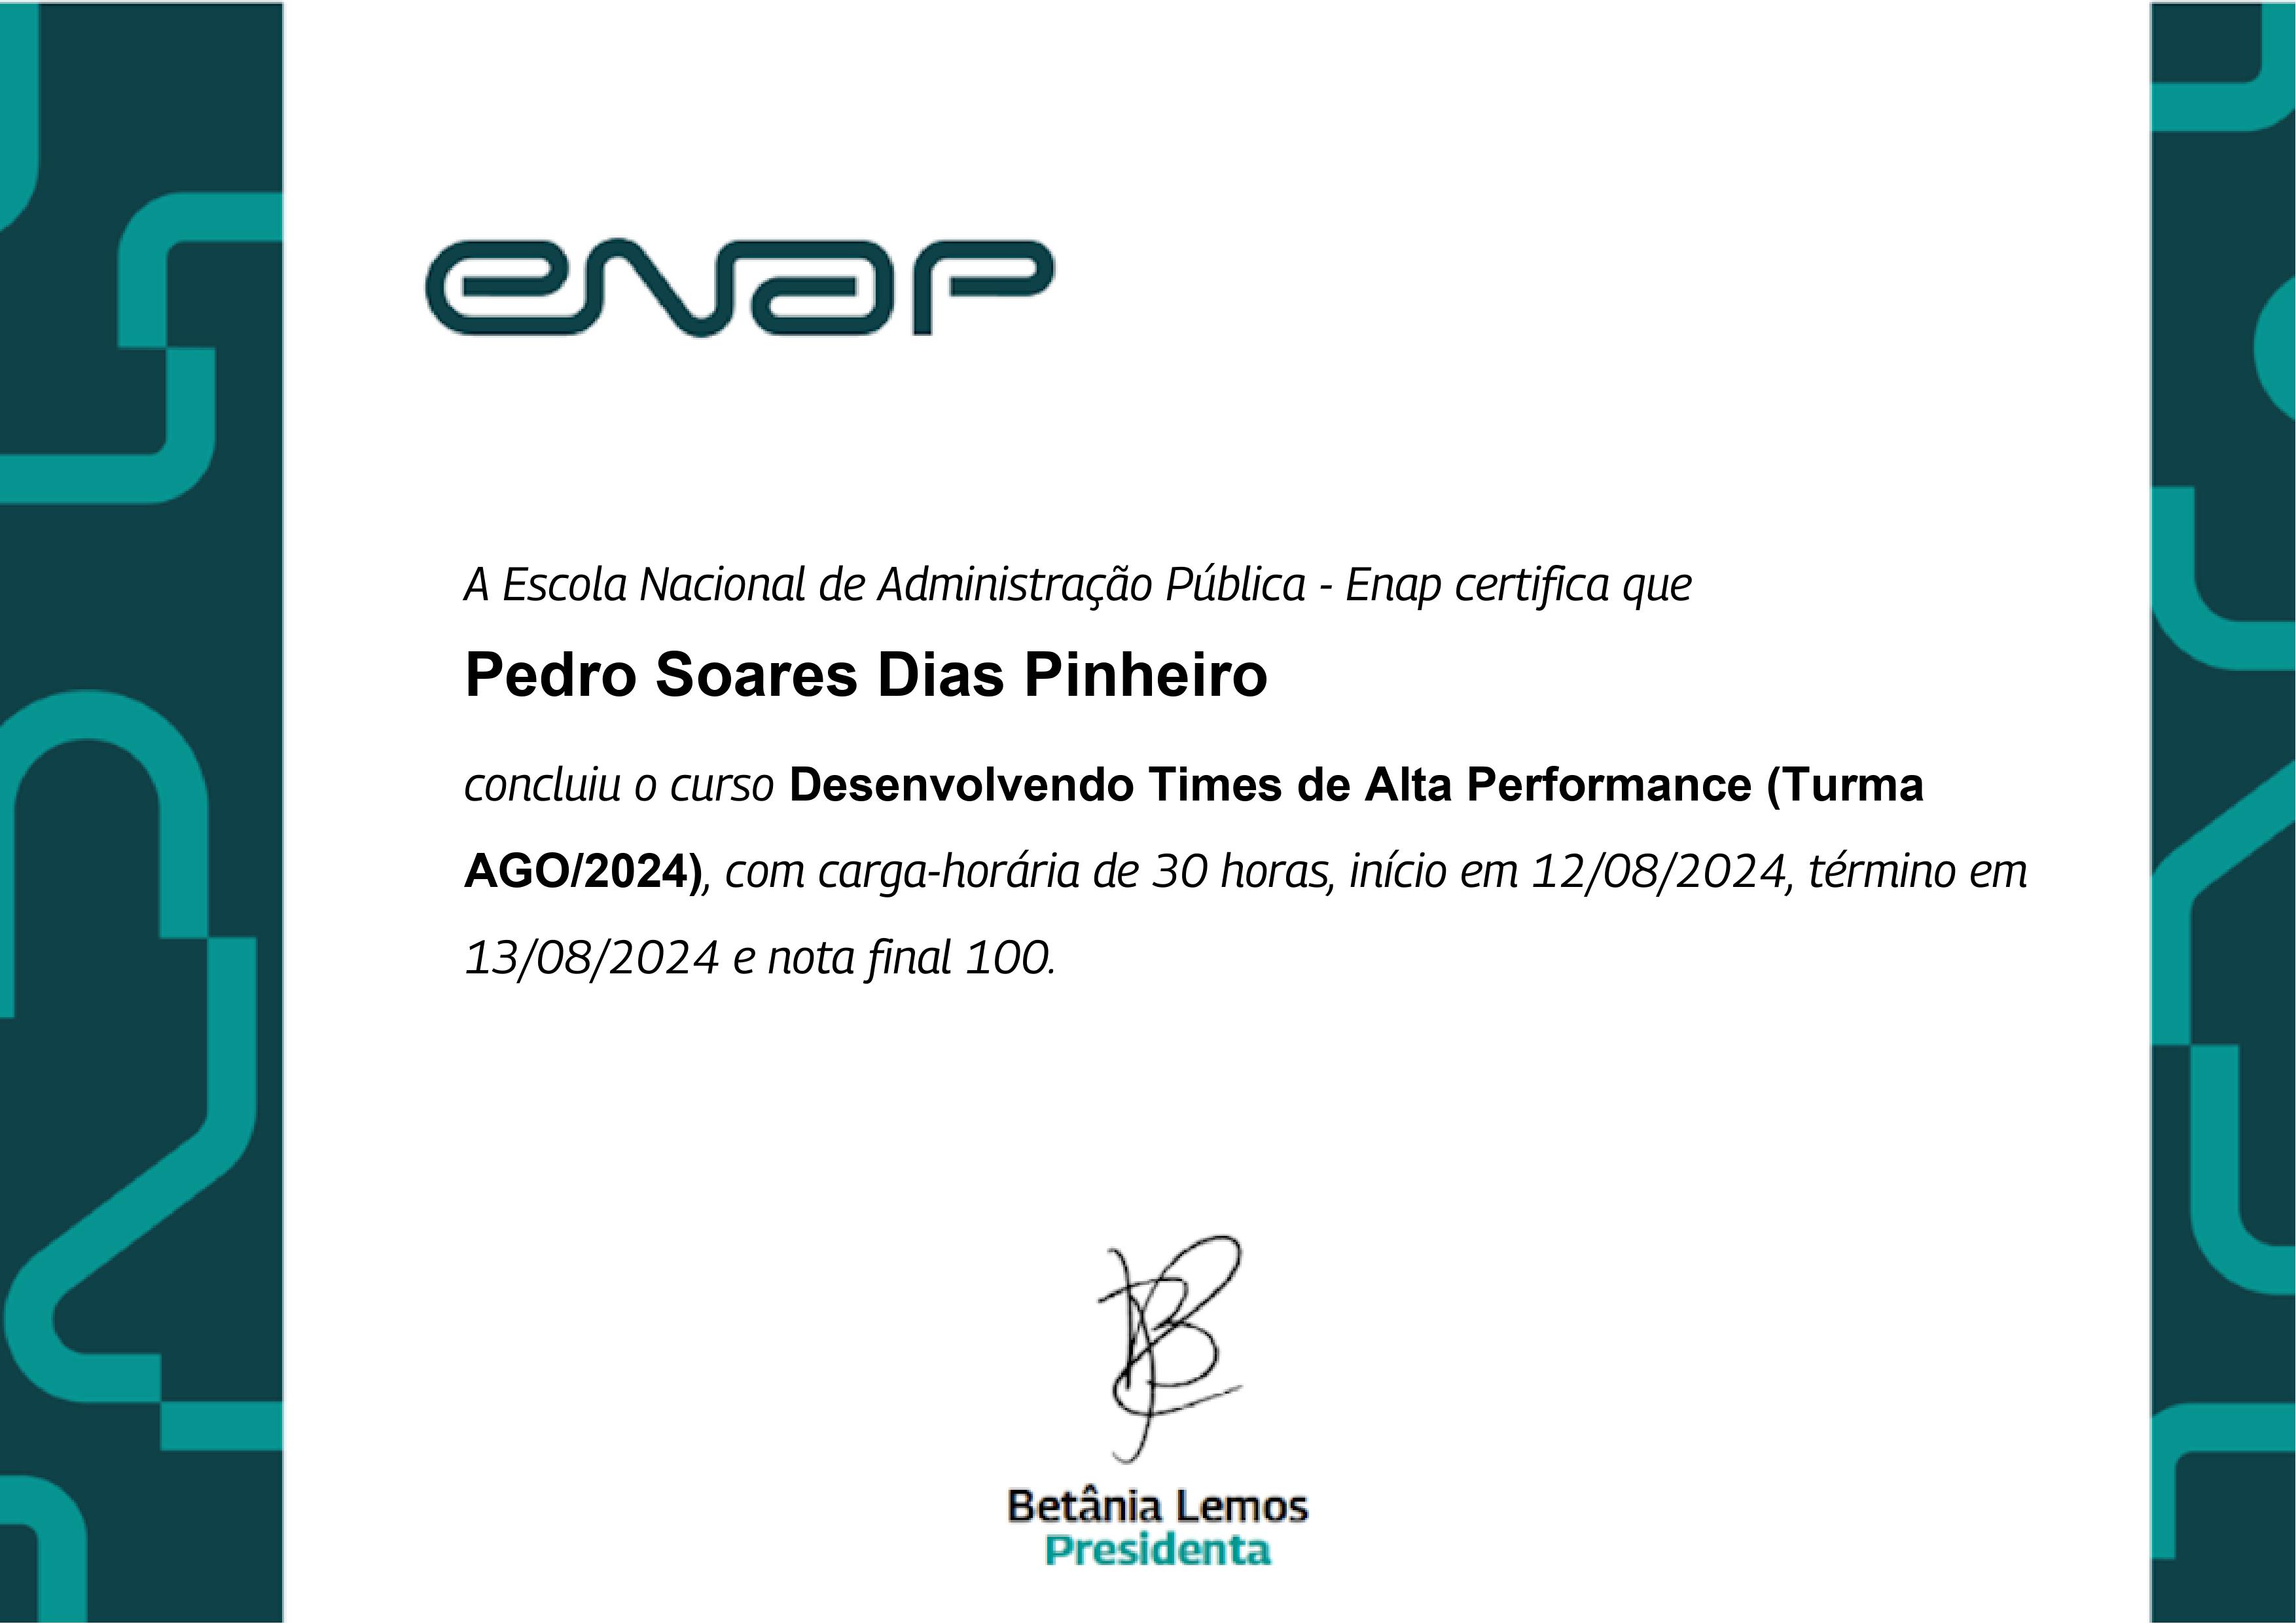 enap
A Escola Nacional de Administração Pública - Enap certifica que
Pedro Soares Dias Pinheiro
concluiu o curso Desenvolvendo Times de Alta Performance (Turma
AGO/2024), com carga-horária de 30 horas, início em 12/08/2024, término em
13/08/2024 e nota final 100.
Betânia Lemos
Presidenta